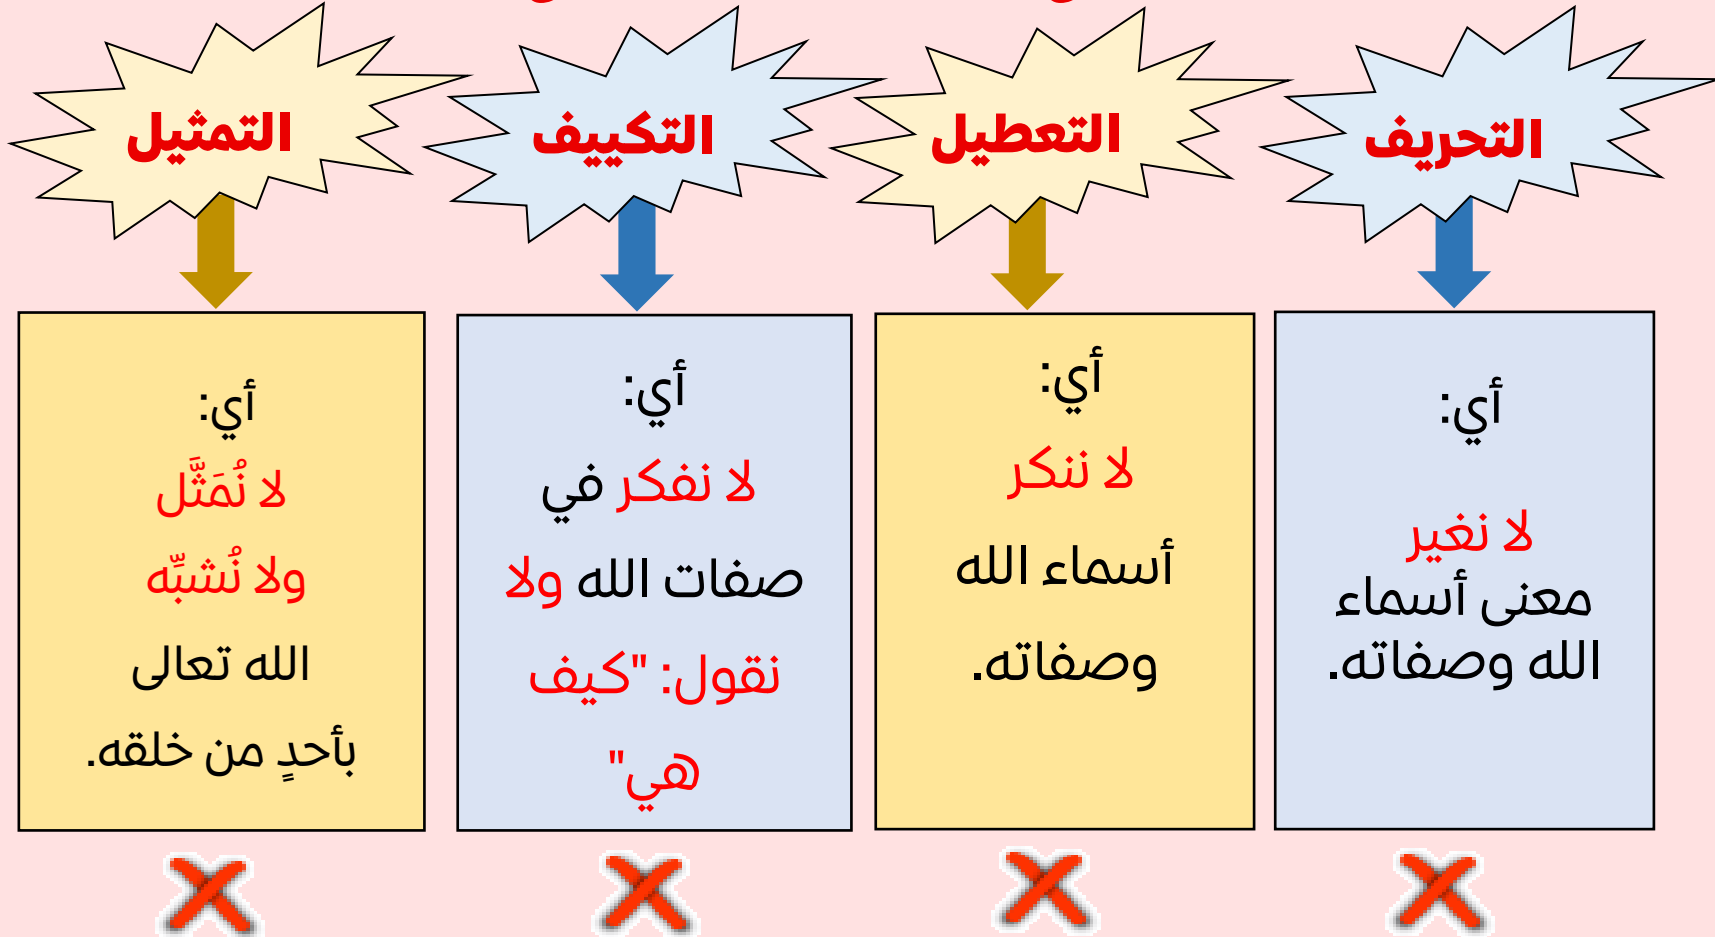 التحريف
التعطيل
التكييف
التمثيل
أي:
لا نغير
معنى أسماء
الله وصفاته.
أي:
لا ننكر
أسماء الله
وصفاته.
أي:
لا نفكر في
صفات الله ولا
نقول: "كيف
هي"
أي:
لا نُمَثَّل
ولا نُشبِّه
الله تعالى
بأحدٍ من خلقه.